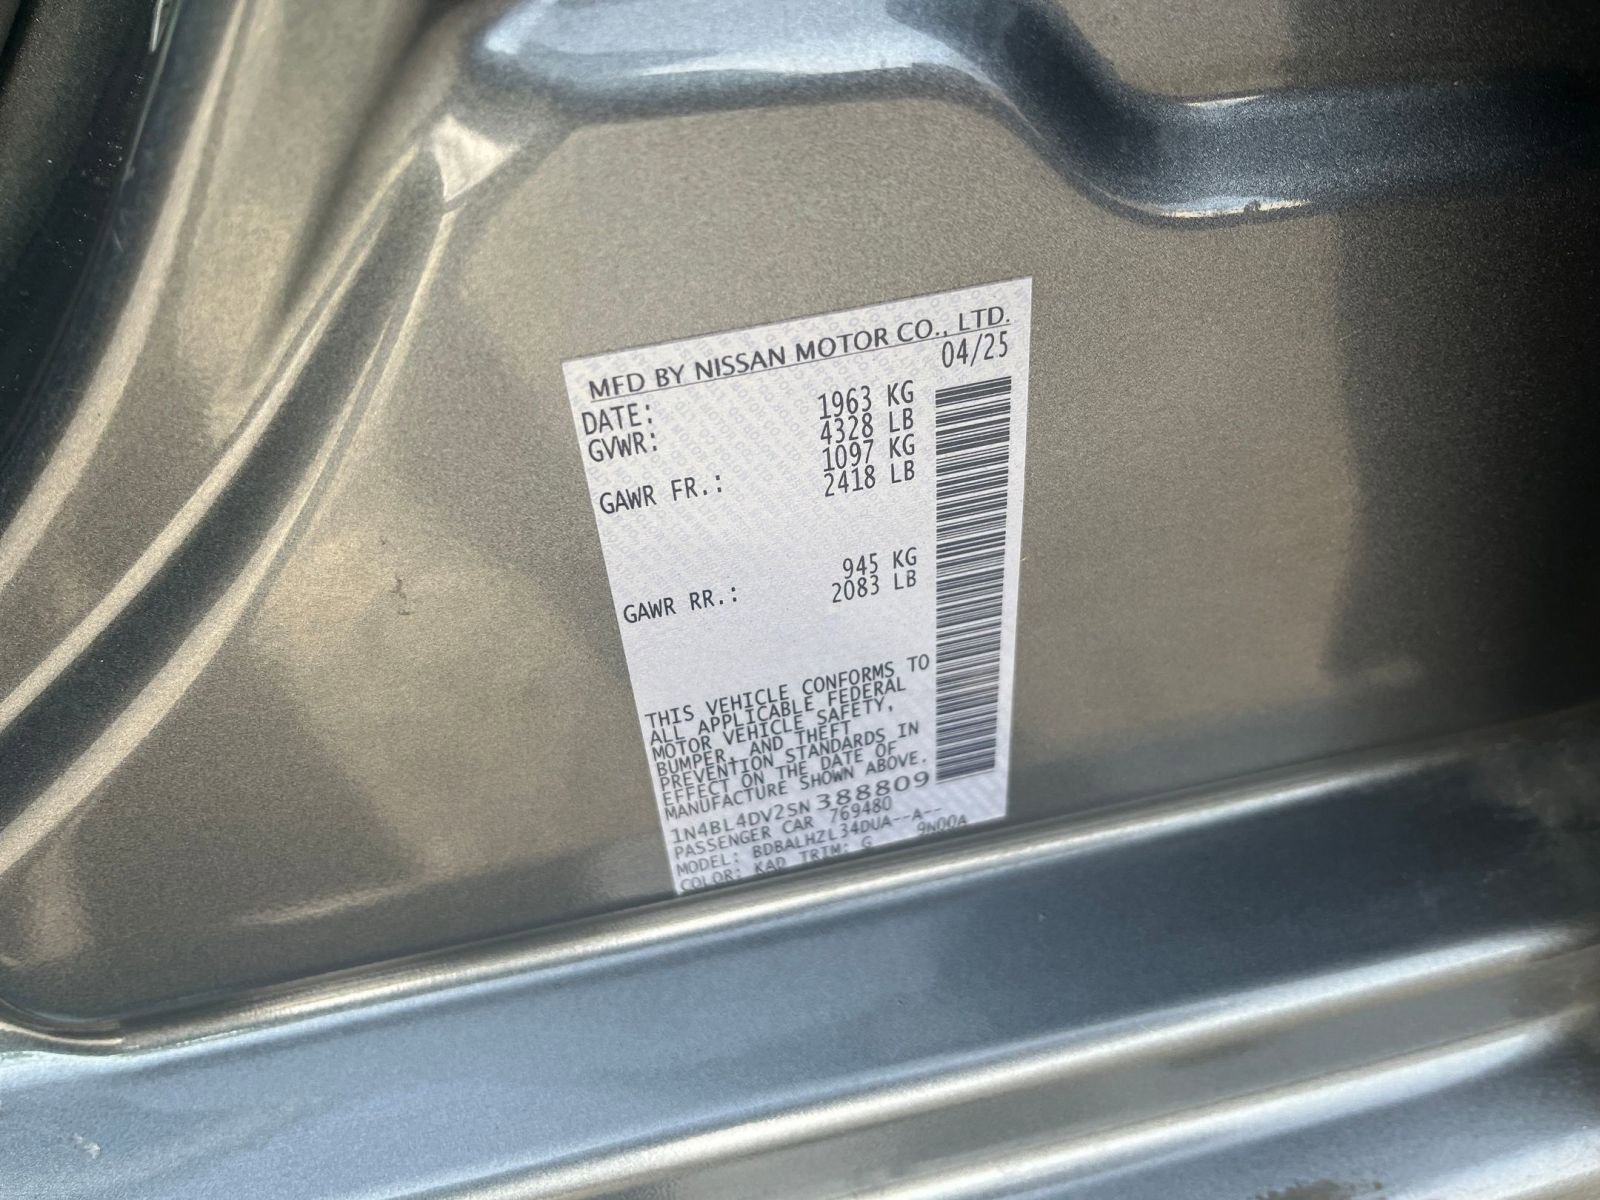 MFD BY NISSAN MOTOR CO., LTD.
DATE: 04/25
GVWR: 1963 KG
4328 LB
GAWR FR.: 1097 KG
2418 LB
GAWR RR.: 945 KG
2083 LB
THIS VEHICLE CONFORMS TO
ALL APPLICABLE FEDERAL
MOTOR VEHICLE SAFETY,
BUMPER, AND THEFT
PREVENTION STANDARDS IN
EFFECT ON THE DATE OF
MANUFACTURE SHOWN ABOVE.
1N4BL4DV2SN388809
PASSENGER CAR 769480
MODEL: BDBALHZL34DUA--A--
COLOR: KAD TRIM: G 9N00A